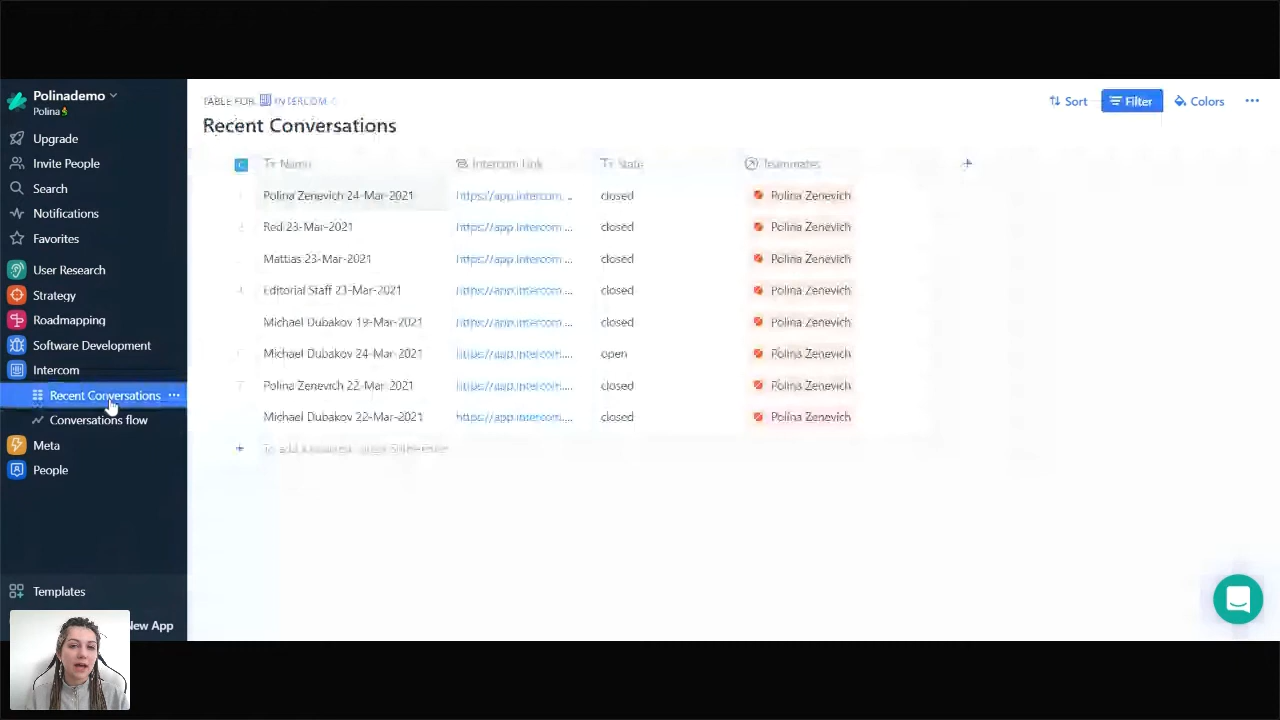 Polinademo
Polina
Upgrade
Invite People
Search
Notifications
Favorites
User Research
Strategy
Roadmapping
Software Development
Intercom
Recent Conversations
Conversations flow
Meta
People
Templates
New App
TABLE FOR INTERCOM
Recent Conversations
Sort
Filter
Colors
Name Intercom Link State Teammates
Polina Zenevich 24-Mar-2021 https://app.intercom. .. closed Polina Zenevich
Redi 23-Mar-2021 https://app.intercom.... closed Polina Zenevich
Mattias 23-Mar-2021 https://app.intercom.... closed Polina Zenevich
4 Editorial Staff 23-Mar-2021 https://app.intercom.... closed Polina Zenevich
Michael Dubakov 19-Mar-2021 https://app.intercom.... closed Polina Zenevich
Michael Dubakov 24-Mar-2021 https://app.intercom.... open Polina Zenevich
Polina Zenevich 22-Mar-2021 https://app.intercom.... closed Polina Zenevich
Michael Dubakov 22-Mar-2021 https://app.intercom.... closed Polina Zenevich